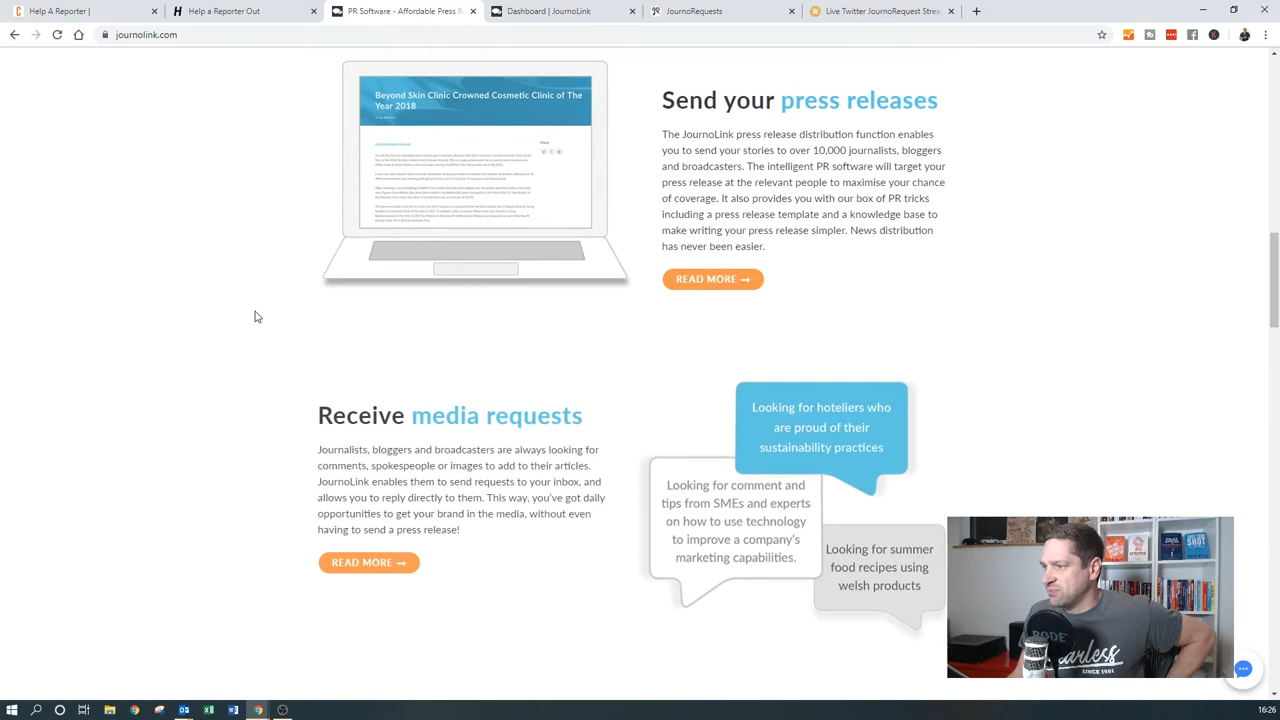 Help A Reporter |
Help a Reporter Out
PR Software - Affordable Press R
Dashboard | JournoLink
JournoRequests
Live Twitter JournoRequest Strea
journolink.com
Beyond Skin Clinic Crowned Cosmetic Clinic of The
Year 2018
Send your press releases
The JournoLink press release distribution function enables
you to send your stories to over 10,000 journalists, bloggers
and broadcasters. The intelligent PR software will target your
press release at the relevant people to maximise your chance
of coverage. It also provides you with our box of PR tricks
including a press release template and a knowledge base to
make writing your press release simpler. News distribution
has never been easier.
READ MORE
Receive media requests
Journalists, bloggers and broadcasters are always looking for
comments, spokespeople or images to add to their articles.
JournoLink enables them to send requests to your inbox, and
allows you to reply directly to them. This way, you've got daily
opportunities to get your brand in the media, without even
having to send a press release!
READ MORE
Looking for hoteliers who
are proud of their
sustainability practices
Looking for comment and
tips from SMEs and experts
on how to use technology
to improve a company's
marketing capabilities.
Looking for summer
food recipes using
welsh products
RODE
SINCE 1981
16:26